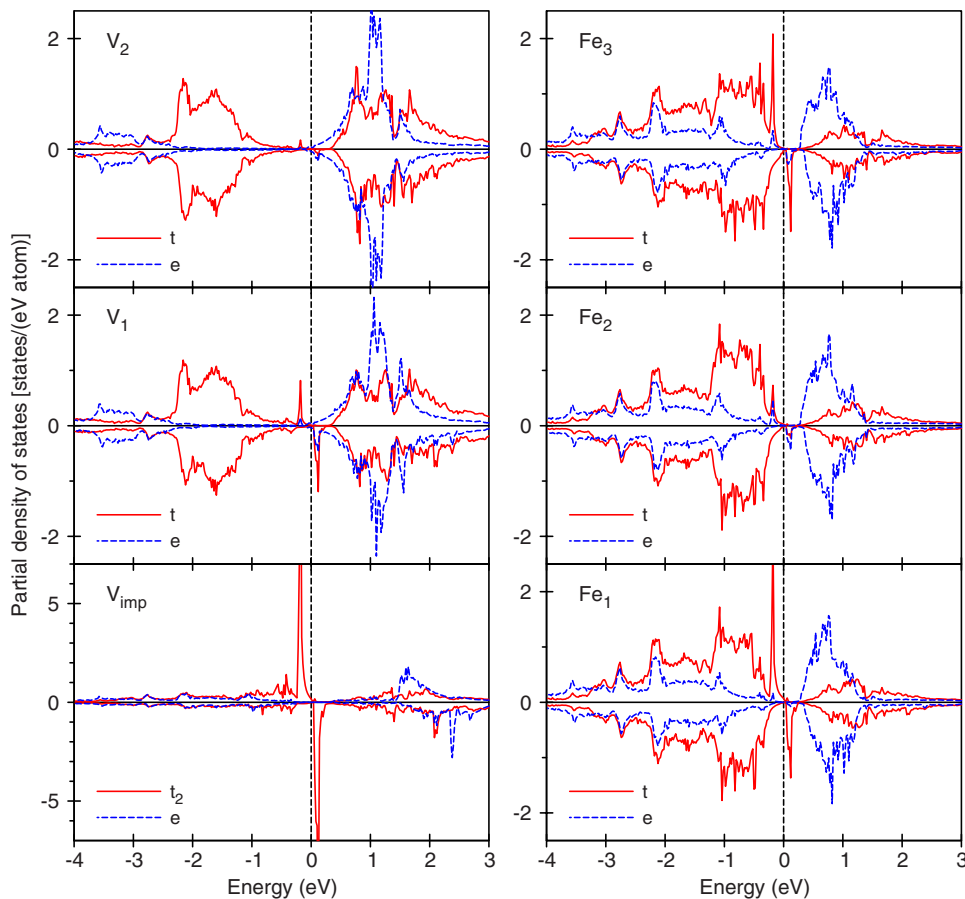 Partial density of states [states/(eV atom)]
V2
2
0
-2
t
e
V1
2
0
-2
t
e
Vimp
5
0
-5
t2
e
-4 -3 -2 -1 0 1 2 3
Energy (eV)
Fe3
2
0
-2
t
e
Fe2
2
0
-2
t
e
Fe1
2
0
-2
t
e
-4 -3 -2 -1 0 1 2 3
Energy (eV)